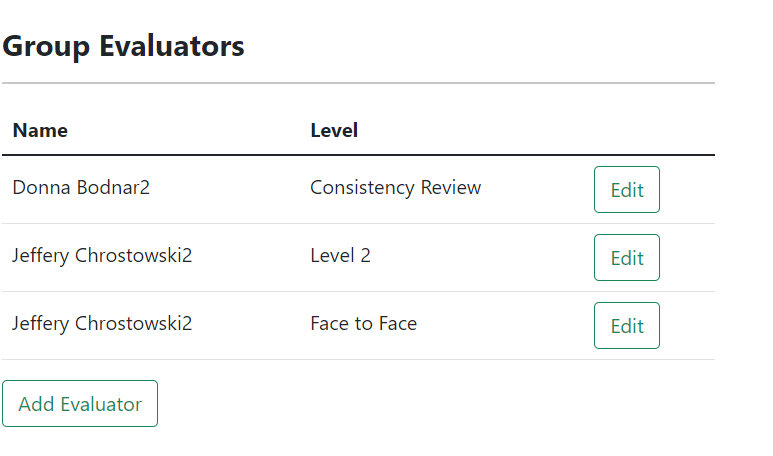 Group Evaluators
Name Level
Donna Bodnar2 Consistency Review Edit
Jeffery Chrostowski2 Level 2 Edit
Jeffery Chrostowski2 Face to Face Edit
Add Evaluator